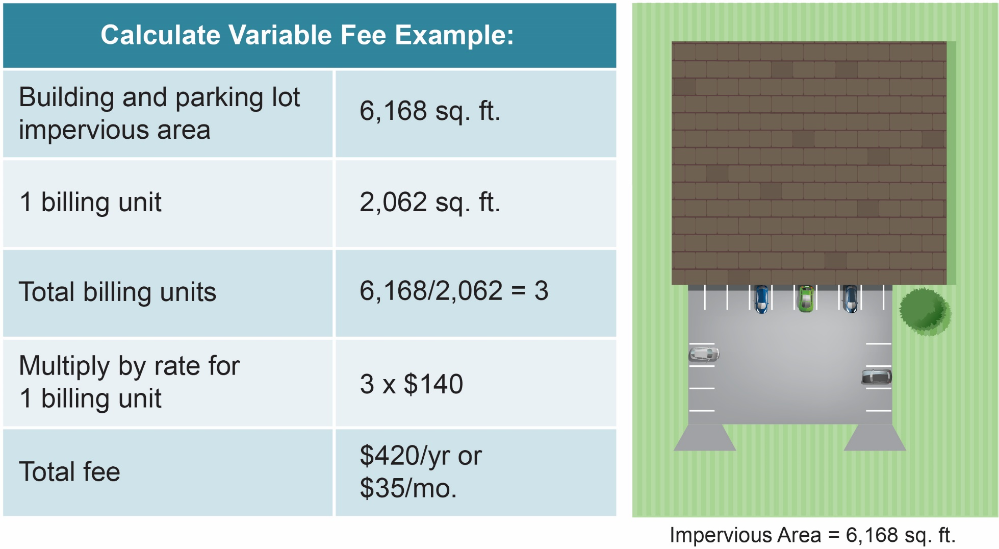 Calculate Variable Fee Example:
Building and parking lot
impervious area
6,168 sq. ft.
1 billing unit
2,062 sq. ft.
Total billing units
6,168/2,062 = 3
Multiply by rate for
1 billing unit
3 x $140
Total fee
$420/yr or
$35/mo.
Impervious Area = 6,168 sq. ft.